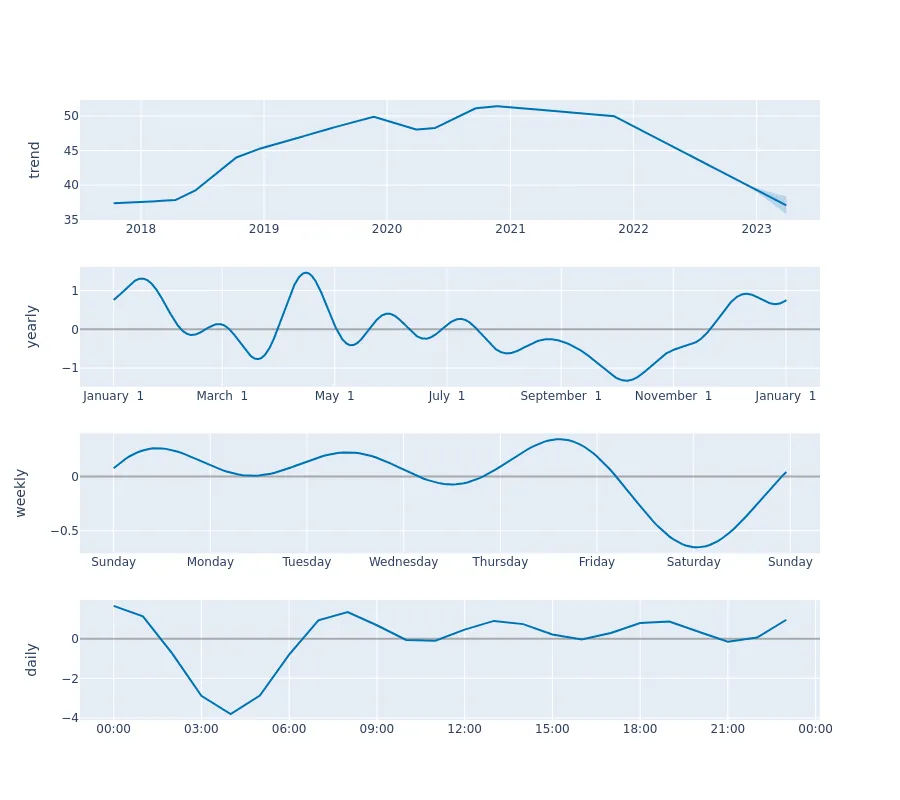 trend
50
45
40
35
2018 2019 2020 2021 2022 2023
yearly
1
0
−1
January 1 March 1 May 1 July 1 September 1 November 1 January 1
weekly
0
−0.5
Sunday Monday Tuesday Wednesday Thursday Friday Saturday Sunday
daily
0
−2
−4
00:00 03:00 06:00 09:00 12:00 15:00 18:00 21:00 00:00